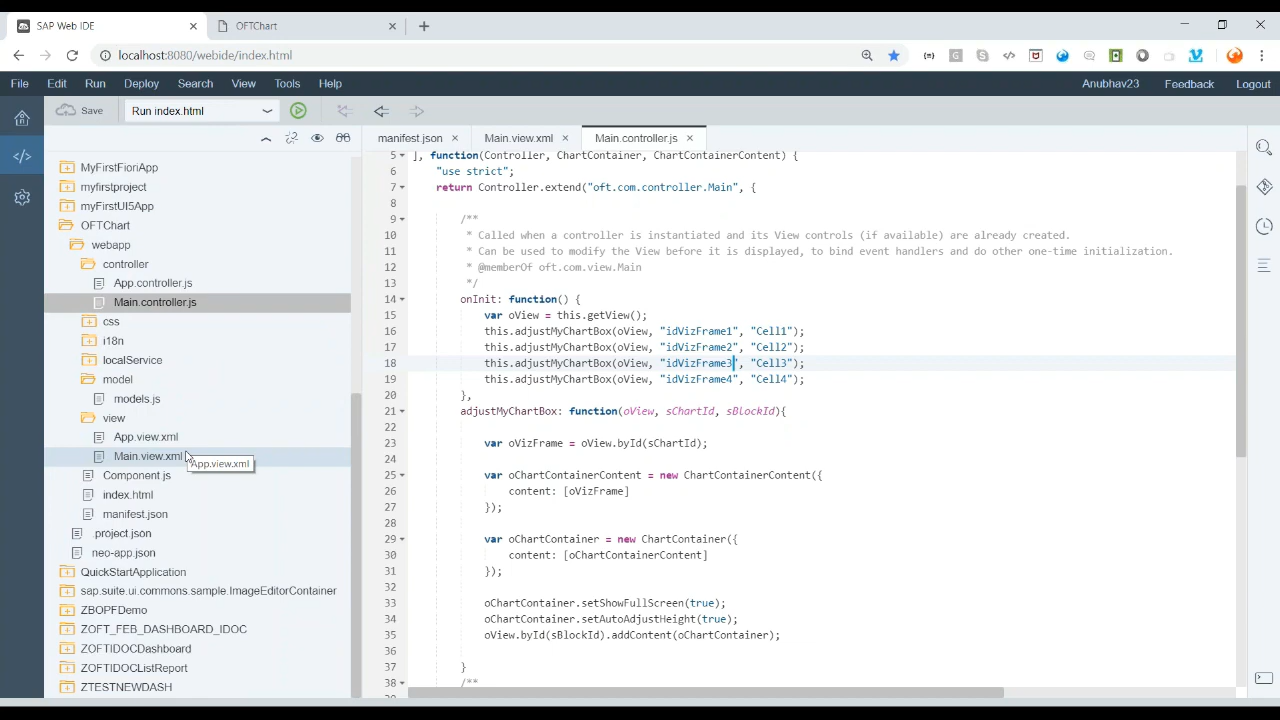 SAP Web IDE
OFTChart
localhost:8080/webide/index.html
File Edit Run Deploy Search View Tools Help
Anubhav23 Feedback Logout
Save
Run index.html
MyFirstFioriApp
myfirstproject
myFirstUI5App
OFTChart
webapp
controller
App.controller.js
Main.controller.js
css
i18n
localService
model
models.js
view
App.view.xml
Main.view.xml
App.view.xml
Component.js
index.html
manifest.json
.project.json
neo-app.json
QuickStartApplication
sap.suite.ui.commons.sample.ImageEditorContainer
ZBOPFDemo
ZOFT_FEB_DASHBOARD_IDOC
ZOFTIDOCDashboard
ZOFTIDOCListReport
ZTESTNEWDASH
manifest.json Main.view.xml Main.controller.js
5 ], function(Controller, ChartContainer, ChartContainerContent) {
6 "use strict";
7 return Controller.extend("oft.com.controller.Main", {
8
9 /**
10 * Called when a controller is instantiated and its View controls (if available) are already created.
11 * Can be used to modify the View before it is displayed, to bind event handlers and do other one-time initialization.
12 * @memberOf oft.com.view.Main
13 */
14 onInit: function() {
15 var oView = this.getView();
16 this.adjustMyChartBox(oView, "idVizFrame1", "Cell1");
17 this.adjustMyChartBox(oView, "idVizFrame2", "Cell2");
18 this.adjustMyChartBox(oView, "idVizFrame3", "Cell3");
19 this.adjustMyChartBox(oView, "idVizFrame4", "Cell4");
20 },
21 adjustMyChartBox: function(oView, sChartId, sBlockId){
22
23 var oVizFrame = oView.byId(sChartId);
24
25 var oChartContainerContent = new ChartContainerContent({
26 content: [oVizFrame]
27 });
28
29 var oChartContainer = new ChartContainer({
30 content: [oChartContainerContent]
31 });
32
33 oChartContainer.setShowFullScreen(true);
34 oChartContainer.setAutoAdjustHeight(true);
35 oView.byId(sBlockId).addContent(oChartContainer);
36
37 }
38 /**